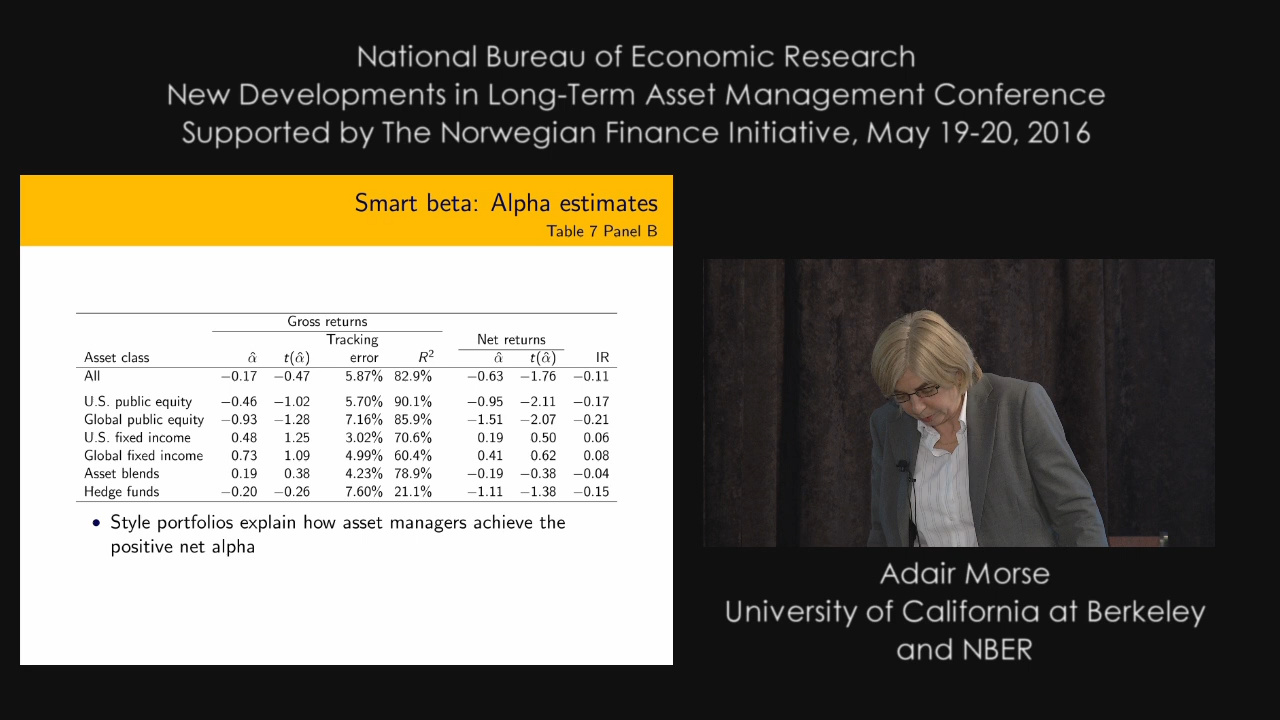 National Bureau of Economic Research
New Developments in Long-Term Asset Management Conference
Supported by The Norwegian Finance Initiative, May 19-20, 2016
Smart beta: Alpha estimates
Table 7 Panel B
Gross returns
Tracking Net returns
Asset class α̂ t(α̂) error R² α̂ t(α̂) IR
All −0.17 −0.47 5.87% 82.9% −0.63 −1.76 −0.11
U.S. public equity −0.46 −1.02 5.70% 90.1% −0.95 −2.11 −0.17
Global public equity −0.93 −1.28 7.16% 85.9% −1.51 −2.07 −0.21
U.S. fixed income 0.48 1.25 3.02% 70.6% 0.19 0.50 0.06
Global fixed income 0.73 1.09 4.99% 60.4% 0.41 0.62 0.08
Asset blends 0.19 0.38 4.23% 78.9% −0.19 −0.38 −0.04
Hedge funds −0.20 −0.26 7.60% 21.1% −1.11 −1.38 −0.15
• Style portfolios explain how asset managers achieve the
positive net alpha
Adair Morse
University of California at Berkeley
and NBER